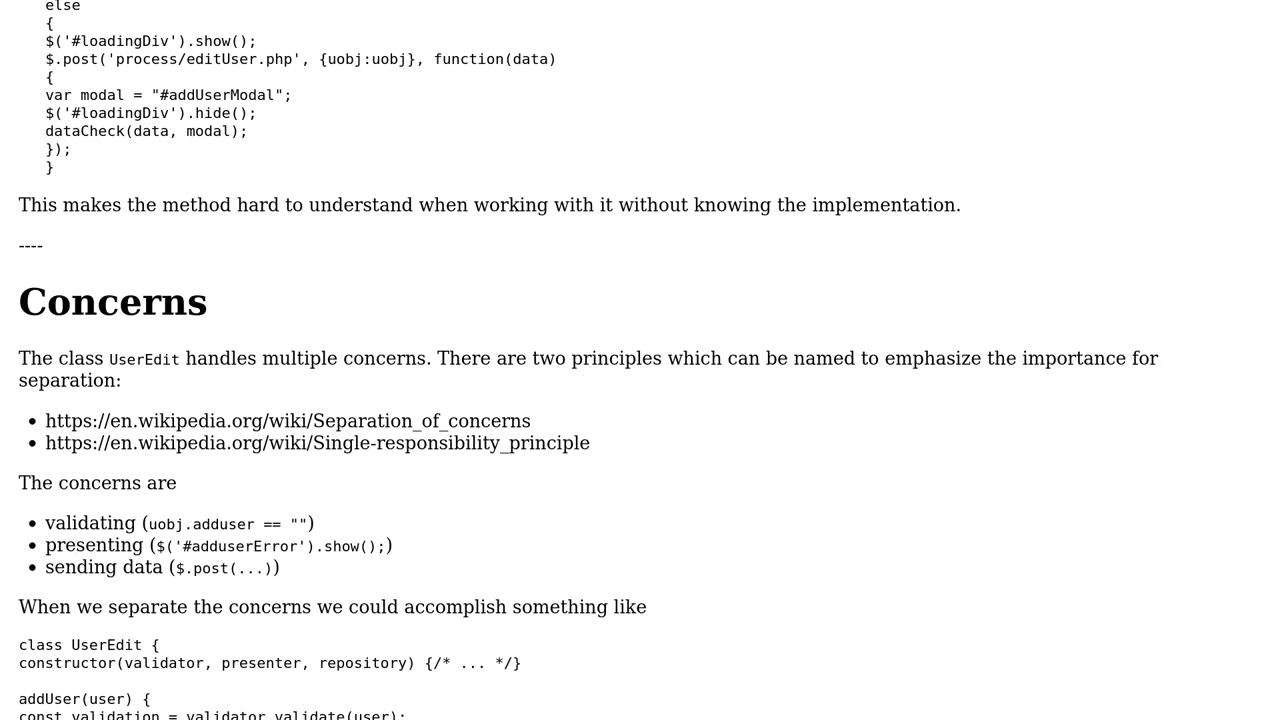 else
{
$('#loadingDiv').show();
$.post('process/editUser.php', {uobj:uobj}, function(data)
{
var modal = "#addUserModal";
$('#loadingDiv').hide();
dataCheck(data, modal);
});
}
This makes the method hard to understand when working with it without knowing the implementation.
----
Concerns
The class UserEdit handles multiple concerns. There are two principles which can be named to emphasize the importance for
separation:
• https://en.wikipedia.org/wiki/Separation_of_concerns
• https://en.wikipedia.org/wiki/Single-responsibility_principle
The concerns are
• validating (uobj.adduser == "")
• presenting ($('#adduserError').show();)
• sending data ($.post(...))
When we separate the concerns we could accomplish something like
class UserEdit {
constructor(validator, presenter, repository) {/* ... */}
addUser(user) {
const validation = validator.validate(user);